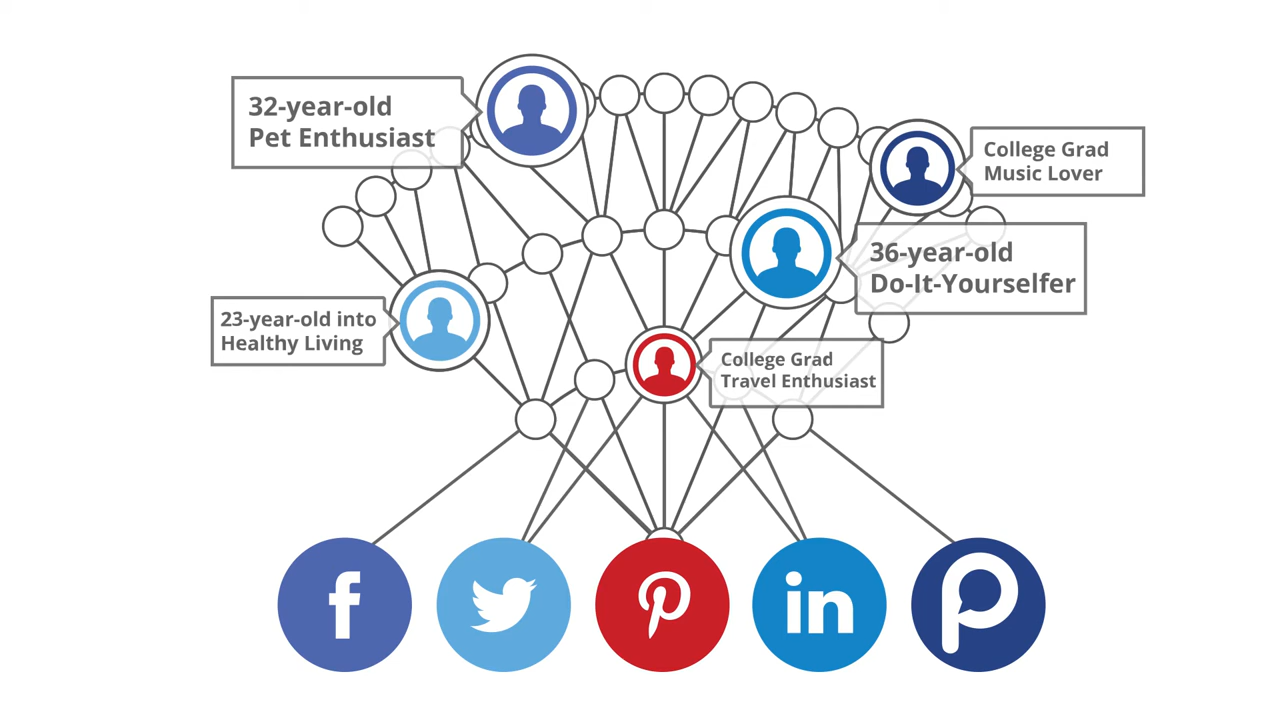 32-year-old
Pet Enthusiast
College Grad
Music Lover
36-year-old
Do-It-Yourselfer
23-year-old into
Healthy Living
College Grad
Travel Enthusiast
f
in